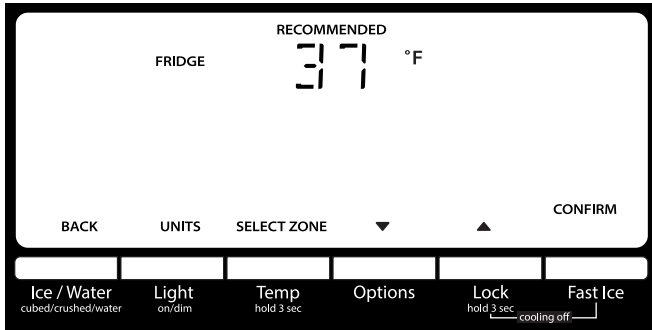 RECOMMENDED
FRIDGE 37 °F
CONFIRM
BACK UNITS SELECT ZONE ▼ ▲
Ice / Water Light Temp Options Lock Fast Ice
cubed/crushed/water on/dim hold 3 sec hold 3 sec
cooling off